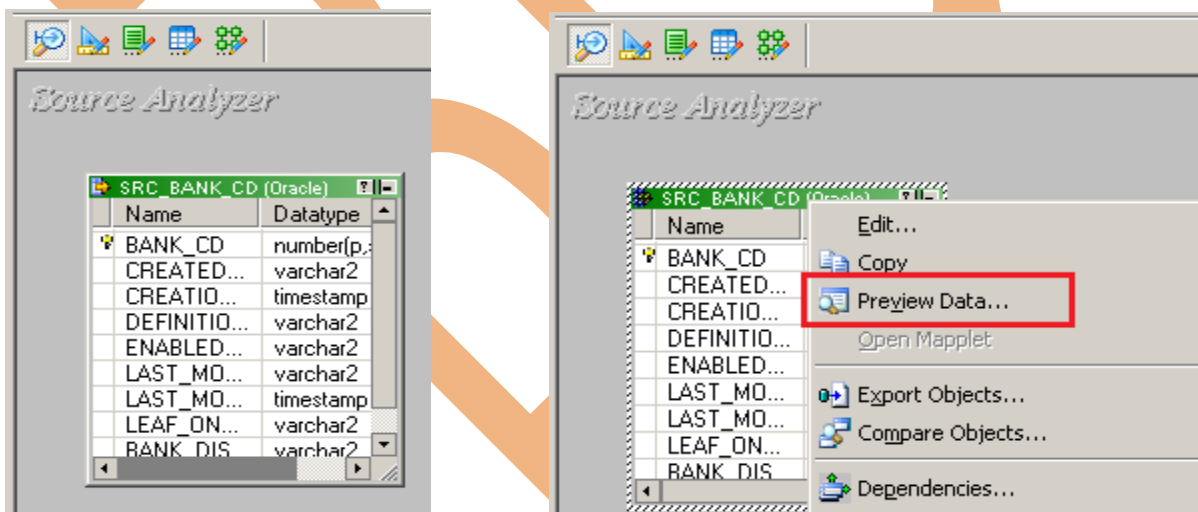 Source Analyzer
SRC_BANK_CD (Oracle)
Name Datatype
BANK_CD number(p,s
CREATED... varchar2
CREATIO... timestamp
DEFINITIO... varchar2
ENABLED... varchar2
LAST_MO... varchar2
LAST_MO... timestamp
LEAF_ON... varchar2
BANK_DIS varchar2
Source Analyzer
SRC_BANK_CD (Oracle)
Name
BANK_CD
CREATED...
CREATIO...
DEFINITIO...
ENABLED...
LAST_MO...
LAST_MO...
LEAF_ON...
BANK_DIS
Edit...
Copy
Preview Data...
Open Mapplet
Export Objects...
Compare Objects...
Dependencies...